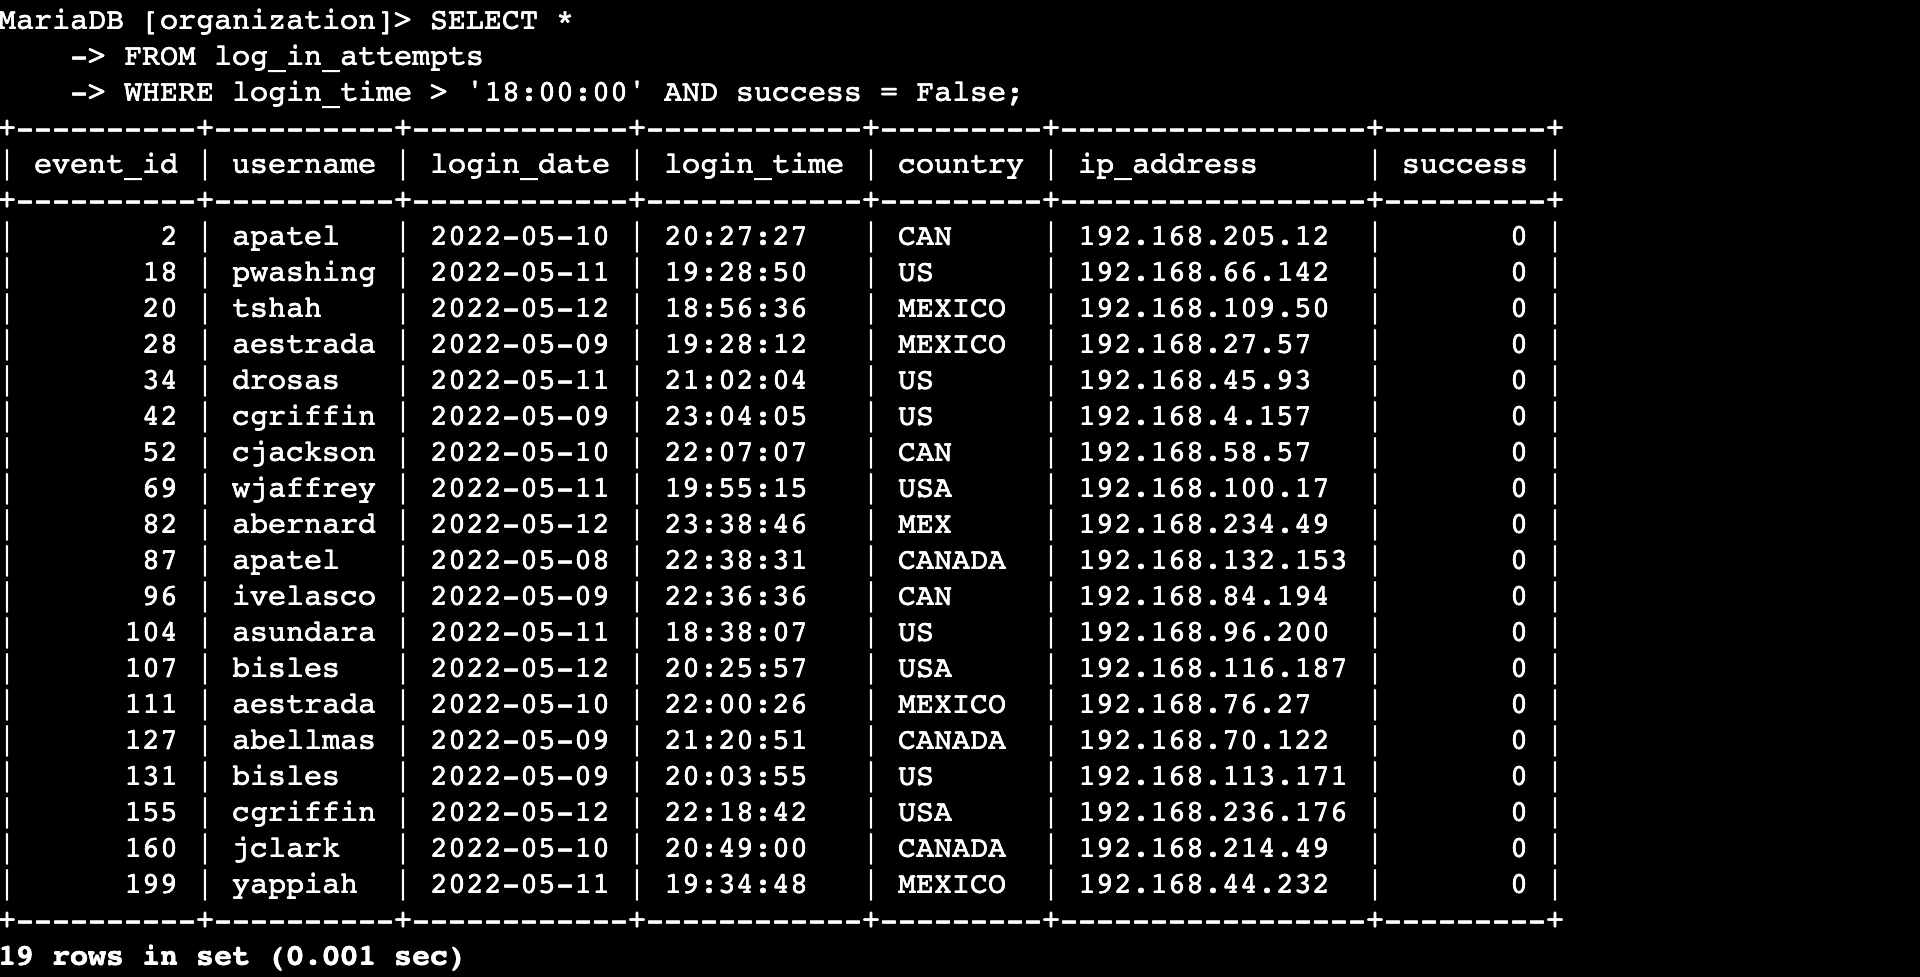 MariaDB [organization]> SELECT *
    -> FROM log_in_attempts
    -> WHERE login_time > '18:00:00' AND success = False;
+----------+----------+------------+------------+---------+-----------------+---------+
| event_id | username | login_date | login_time | country | ip_address      | success |
+----------+----------+------------+------------+---------+-----------------+---------+
|        2 | apatel   | 2022-05-10 | 20:27:27   | CAN     | 192.168.205.12  |       0 |
|       18 | pwashing | 2022-05-11 | 19:28:50   | US      | 192.168.66.142  |       0 |
|       20 | tshah    | 2022-05-12 | 18:56:36   | MEXICO  | 192.168.109.50  |       0 |
|       28 | aestrada | 2022-05-09 | 19:28:12   | MEXICO  | 192.168.27.57   |       0 |
|       34 | drosas   | 2022-05-11 | 21:02:04   | US      | 192.168.45.93   |       0 |
|       42 | cgriffin | 2022-05-09 | 23:04:05   | US      | 192.168.4.157   |       0 |
|       52 | cjackson | 2022-05-10 | 22:07:07   | CAN     | 192.168.58.57   |       0 |
|       69 | wjaffrey | 2022-05-11 | 19:55:15   | USA     | 192.168.100.17  |       0 |
|       82 | abernard | 2022-05-12 | 23:38:46   | MEX     | 192.168.234.49  |       0 |
|       87 | apatel   | 2022-05-08 | 22:38:31   | CANADA  | 192.168.132.153 |       0 |
|       96 | ivelasco | 2022-05-09 | 22:36:36   | CAN     | 192.168.84.194  |       0 |
|      104 | asundara | 2022-05-11 | 18:38:07   | US      | 192.168.96.200  |       0 |
|      107 | bisles   | 2022-05-12 | 20:25:57   | USA     | 192.168.116.187 |       0 |
|      111 | aestrada | 2022-05-10 | 22:00:26   | MEXICO  | 192.168.76.27   |       0 |
|      127 | abellmas | 2022-05-09 | 21:20:51   | CANADA  | 192.168.70.122  |       0 |
|      131 | bisles   | 2022-05-09 | 20:03:55   | US      | 192.168.113.171 |       0 |
|      155 | cgriffin | 2022-05-12 | 22:18:42   | USA     | 192.168.236.176 |       0 |
|      160 | jclark   | 2022-05-10 | 20:49:00   | CANADA  | 192.168.214.49  |       0 |
|      199 | yappiah  | 2022-05-11 | 19:34:48   | MEXICO  | 192.168.44.232  |       0 |
+----------+----------+------------+------------+---------+-----------------+---------+
19 rows in set (0.001 sec)